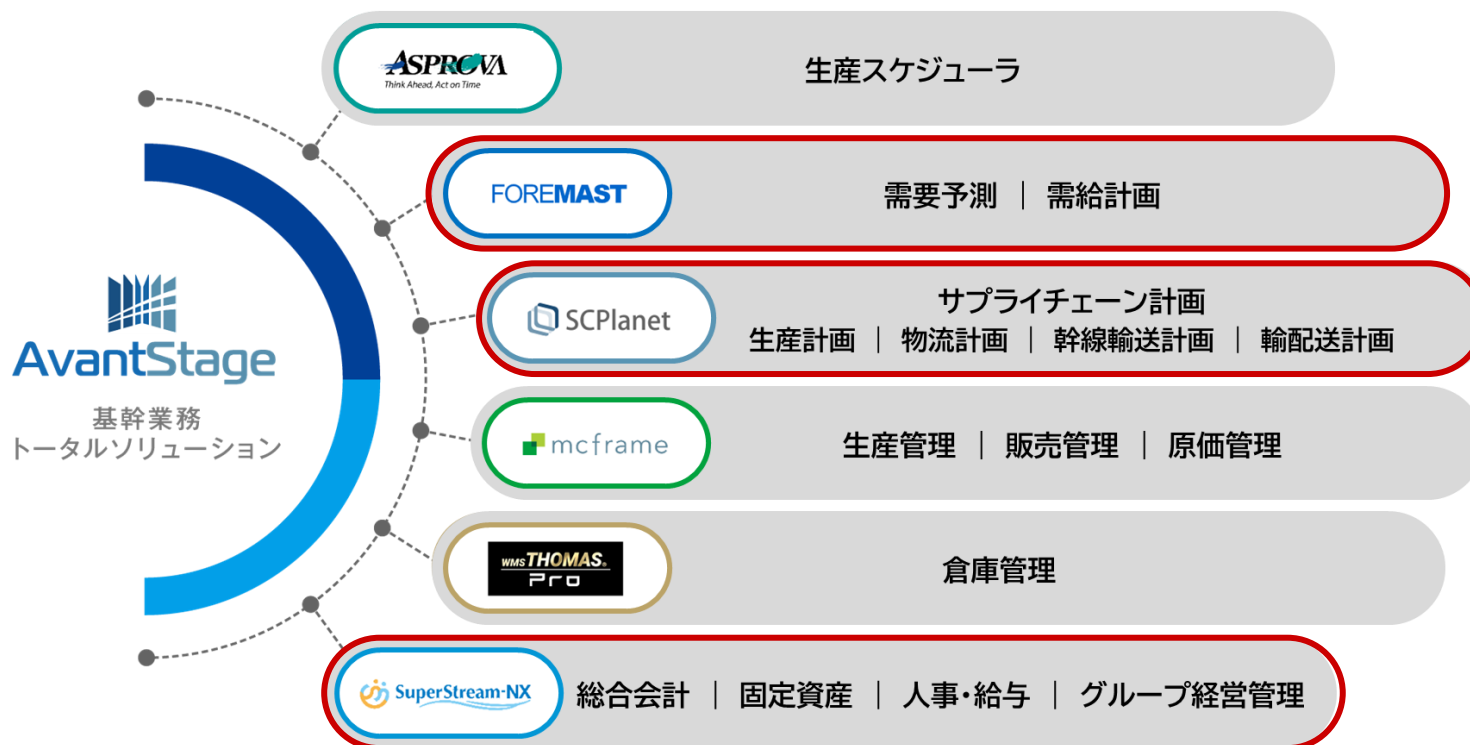 ASPROVA
Think Ahead, Act on Time
生産スケジューラ
FOREMAST
需要予測 | 需給計画
SCPlanet
サプライチェーン計画
生産計画 | 物流計画 | 幹線輸送計画 | 輸配送計画
AvantStage
基幹業務
トータルソリューション
mcframe
生産管理 | 販売管理 | 原価管理
WMS THOMAS®
Pro
倉庫管理
SuperStream-NX
総合会計 | 固定資産 | 人事・給与 | グループ経営管理